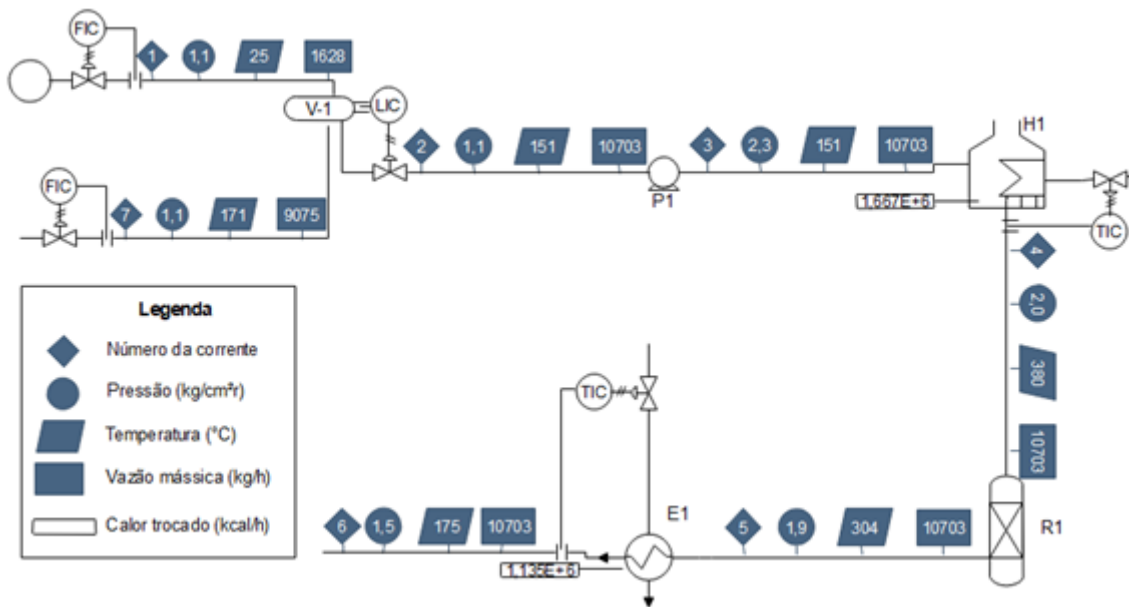 FIC
1 1,1 25 1628
V-1 LIC
2 1,1 151 10703
P1
3 2,3 151 10703
H1
1,667E+6
TIC
FIC
7 1,1 171 9075
4
2,0
380
10703
R1
Legenda
Número da corrente
Pressão (kg/cm²r)
Temperatura (°C)
Vazão mássica (kg/h)
Calor trocado (kcal/h)
TIC
6 1,5 175 10703
1,135E+6
E1
5 1,9 304 10703